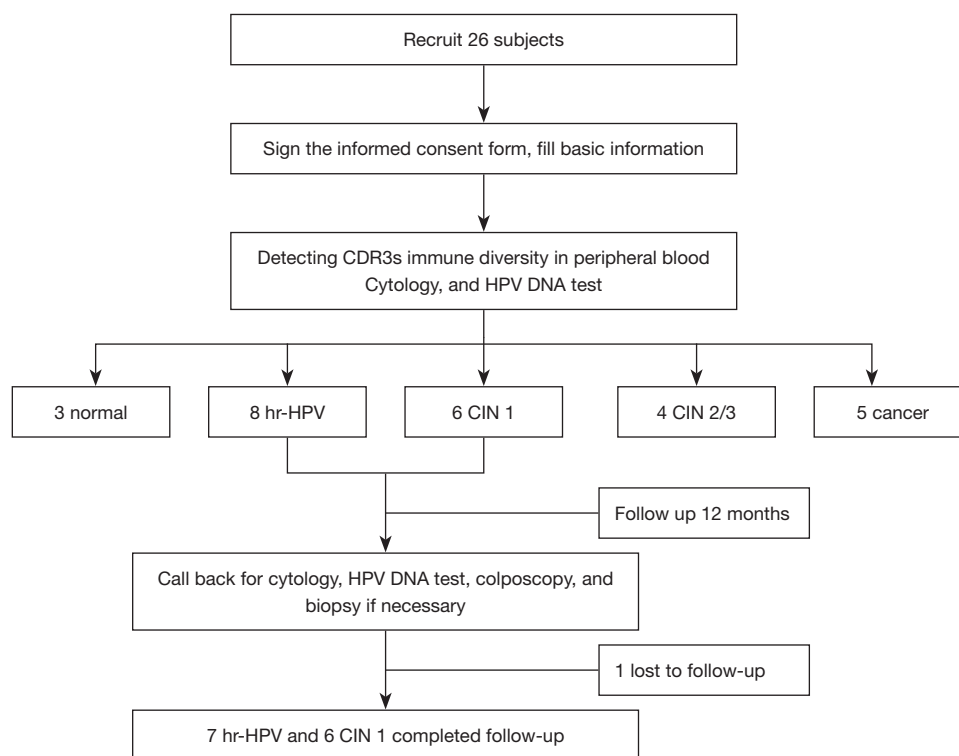 Recruit 26 subjects
Sign the informed consent form, fill basic information
Detecting CDR3s immune diversity in peripheral blood
Cytology, and HPV DNA test
3 normal
8 hr-HPV
6 CIN 1
4 CIN 2/3
5 cancer
Follow up 12 months
Call back for cytology, HPV DNA test, colposcopy, and
biopsy if necessary
1 lost to follow-up
7 hr-HPV and 6 CIN 1 completed follow-up